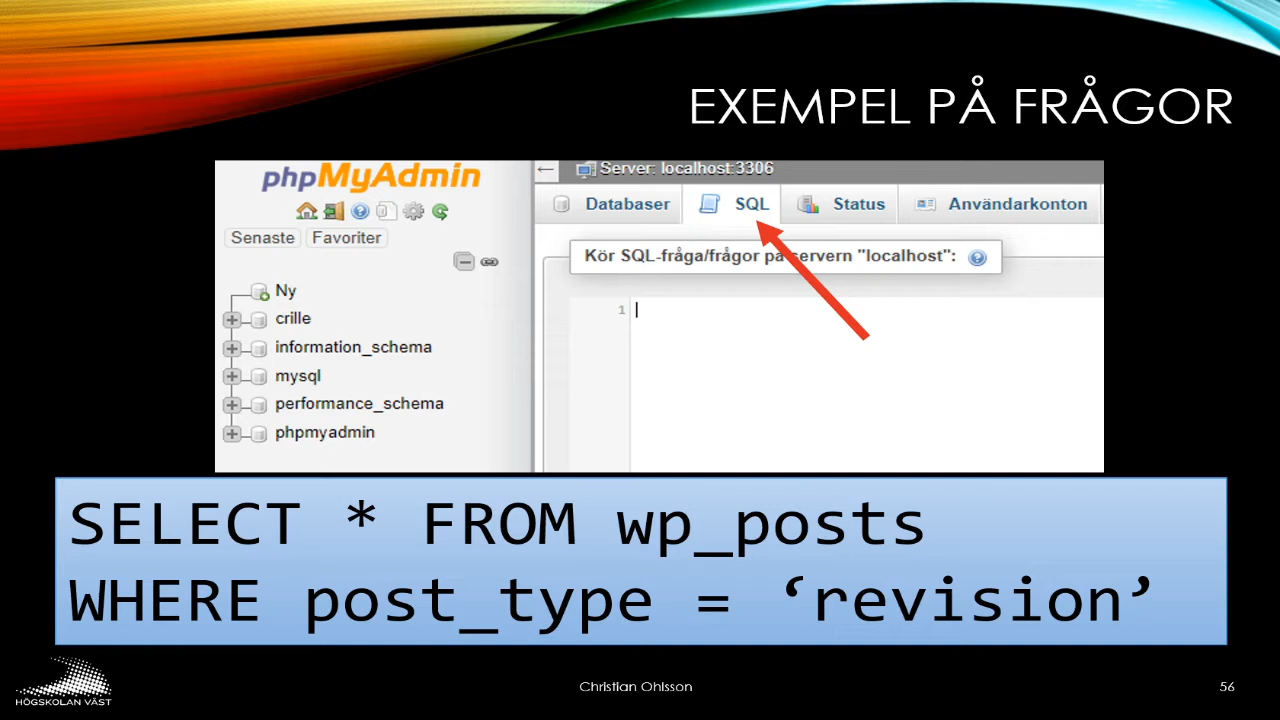 EXEMPEL PÅ FRÅGOR
phpMyAdmin
Senaste Favoriter
Ny
crille
information_schema
mysql
performance_schema
phpmyadmin
Server: localhost:3306
Databaser SQL Status Användarkonton
Kör SQL-fråga/frågor på servern "localhost":
1
SELECT * FROM wp_posts
WHERE post_type = ‘revision’
HÖGSKOLAN VÄST
Christian Ohlsson
56